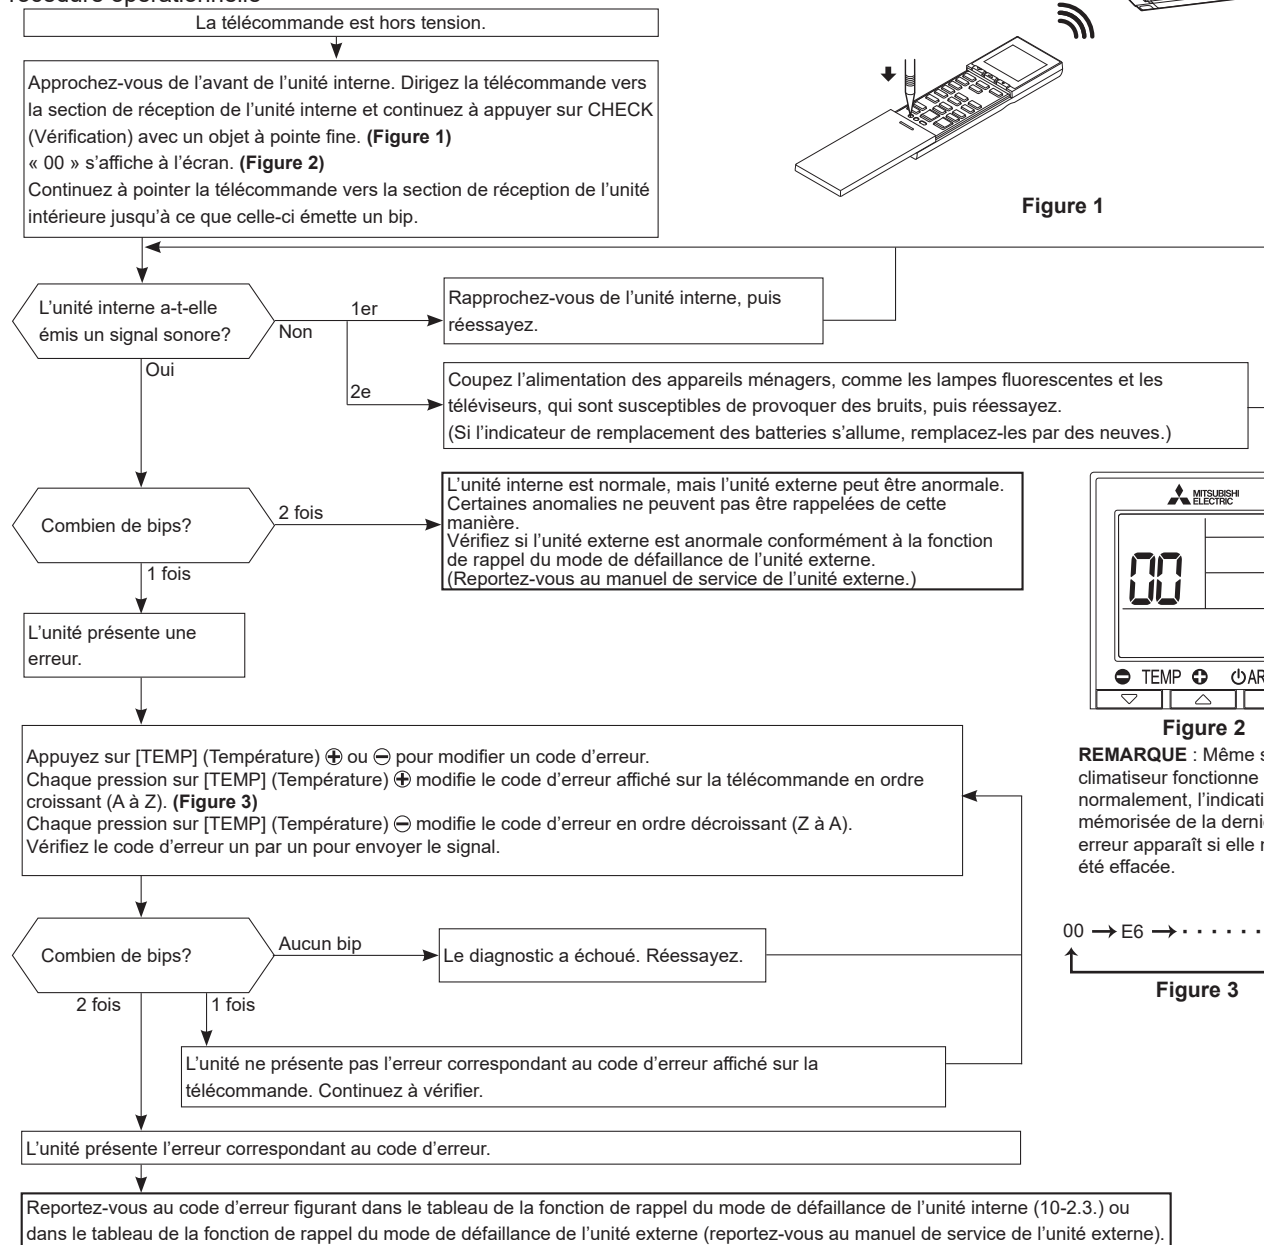 opérationnelle
La télécommande est hors tension.
Approchez-vous de l’avant de l’unité interne. Dirigez la télécommande vers
la section de réception de l’unité interne et continuez à appuyer sur CHECK
(Vérification) avec un objet à pointe fine. (Figure 1)
« 00 » s’affiche à l’écran. (Figure 2)
Continuez à pointer la télécommande vers la section de réception de l’unité
intérieure jusqu’à ce que celle-ci émette un bip.
Figure 1
L’unité interne a-t-elle
émis un signal sonore?
Non
1er
Rapprochez-vous de l’unité interne, puis
réessayez.
Oui
2e
Coupez l’alimentation des appareils ménagers, comme les lampes fluorescentes et les
téléviseurs, qui sont susceptibles de provoquer des bruits, puis réessayez.
(Si l’indicateur de remplacement des batteries s’allume, remplacez-les par des neuves.)
Combien de bips?
2 fois
L’unité interne est normale, mais l’unité externe peut être anormale.
Certaines anomalies ne peuvent pas être rappelées de cette
manière.
Vérifiez si l’unité externe est anormale conformément à la fonction
de rappel du mode de défaillance de l’unité externe.
(Reportez-vous au manuel de service de l’unité externe.)
1 fois
L’unité présente une
erreur.
MITSUBISHI
ELECTRIC
00
TEMP
Figure 2
REMARQUE : Même
climatiseur fonctionne
normalement,
mémorisée de la
erreur apparaît si elle
été effacée.
Appuyez sur [TEMP] (Température) ⊕ ou ⊖ pour modifier un code d’erreur.
Chaque pression sur [TEMP] (Température) ⊕ modifie le code d’erreur affiché sur la télécommande en ordre
croissant (A à Z). (Figure 3)
Chaque pression sur [TEMP] (Température) ⊖ modifie le code d’erreur en ordre décroissant (Z à A).
Vérifiez le code d’erreur un par un pour envoyer le signal.
00 → E6 → · · · · · ·
Figure 3
Combien de bips?
Aucun bip
Le diagnostic a échoué. Réessayez.
2 fois
1 fois
L’unité ne présente pas l’erreur correspondant au code d’erreur affiché sur la
télécommande. Continuez à vérifier.
L’unité présente l’erreur correspondant au code d’erreur.
Reportez-vous au code d’erreur figurant dans le tableau de la fonction de rappel du mode de défaillance de l’unité interne (10-2.3.) ou
dans le tableau de la fonction de rappel du mode de défaillance de l’unité externe (reportez-vous au manuel de service de l’unité externe).